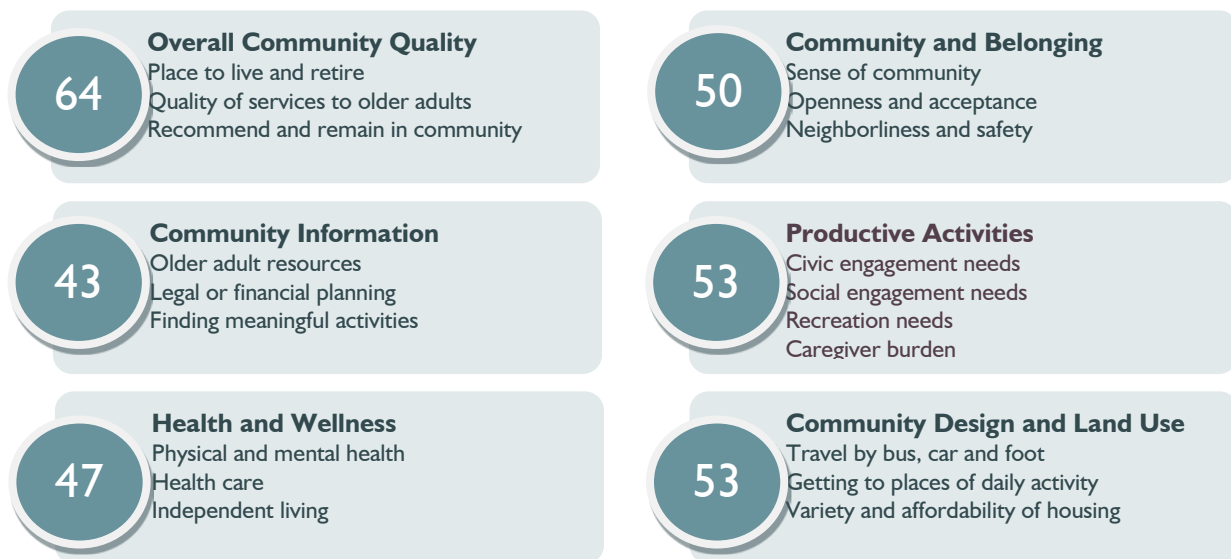 64
Overall Community Quality
Place to live and retire
Quality of services to older adults
Recommend and remain in community
50
Community and Belonging
Sense of community
Openness and acceptance
Neighborliness and safety
43
Community Information
Older adult resources
Legal or financial planning
Finding meaningful activities
53
Productive Activities
Civic engagement needs
Social engagement needs
Recreation needs
Caregiver burden
47
Health and Wellness
Physical and mental health
Health care
Independent living
53
Community Design and Land Use
Travel by bus, car and foot
Getting to places of daily activity
Variety and affordability of housing